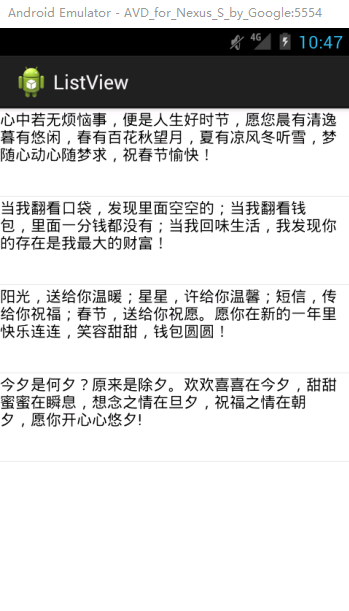 Android Emulator - AVD_for_Nexus_S_by_Google:5554
4G 10:47
ListView
心中若无烦恼事，便是人生好时节，愿您晨有清逸
暮有悠闲，春有百花秋望月，夏有凉风冬听雪，梦
随心动心随梦求，祝春节愉快！
当我翻看口袋，发现里面空空的；当我翻看钱
包，里面一分钱都没有；当我回味生活，我发现你
的存在是我最大的财富！
阳光，送给你温暖；星星，许给你温馨；短信，传
给你祝福；春节，送给你祝愿。愿你在新的一年里
快乐连连，笑容甜甜，钱包圆圆！
今夕是何夕？原来是除夕。欢欢喜喜在今夕，甜甜
蜜蜜在瞬息，想念之情在旦夕，祝福之情在朝
夕，愿你开心心悠夕!